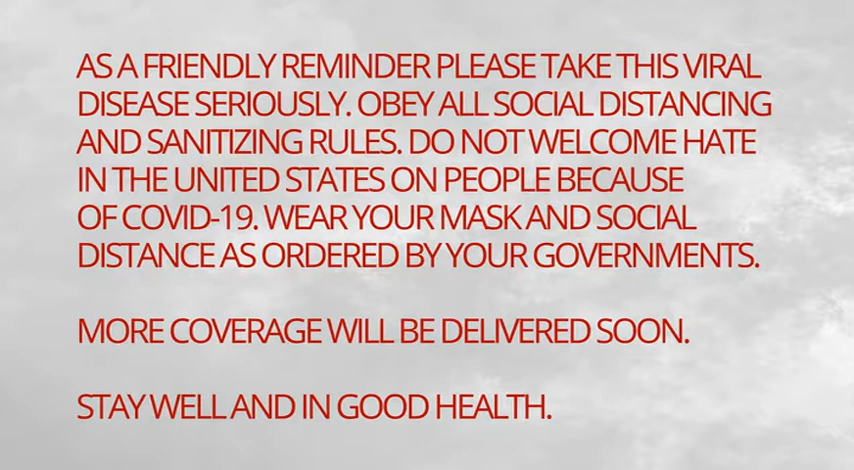 AS A FRIENDLY REMINDER PLEASE TAKE THIS VIRAL
DISEASE SERIOUSLY. OBEY ALL SOCIAL DISTANCING
AND SANITIZING RULES. DO NOT WELCOME HATE
IN THE UNITED STATES ON PEOPLE BECAUSE
OF COVID-19. WEAR YOUR MASK AND SOCIAL
DISTANCE AS ORDERED BY YOUR GOVERNMENTS.
MORE COVERAGE WILL BE DELIVERED SOON.
STAY WELL AND IN GOOD HEALTH.